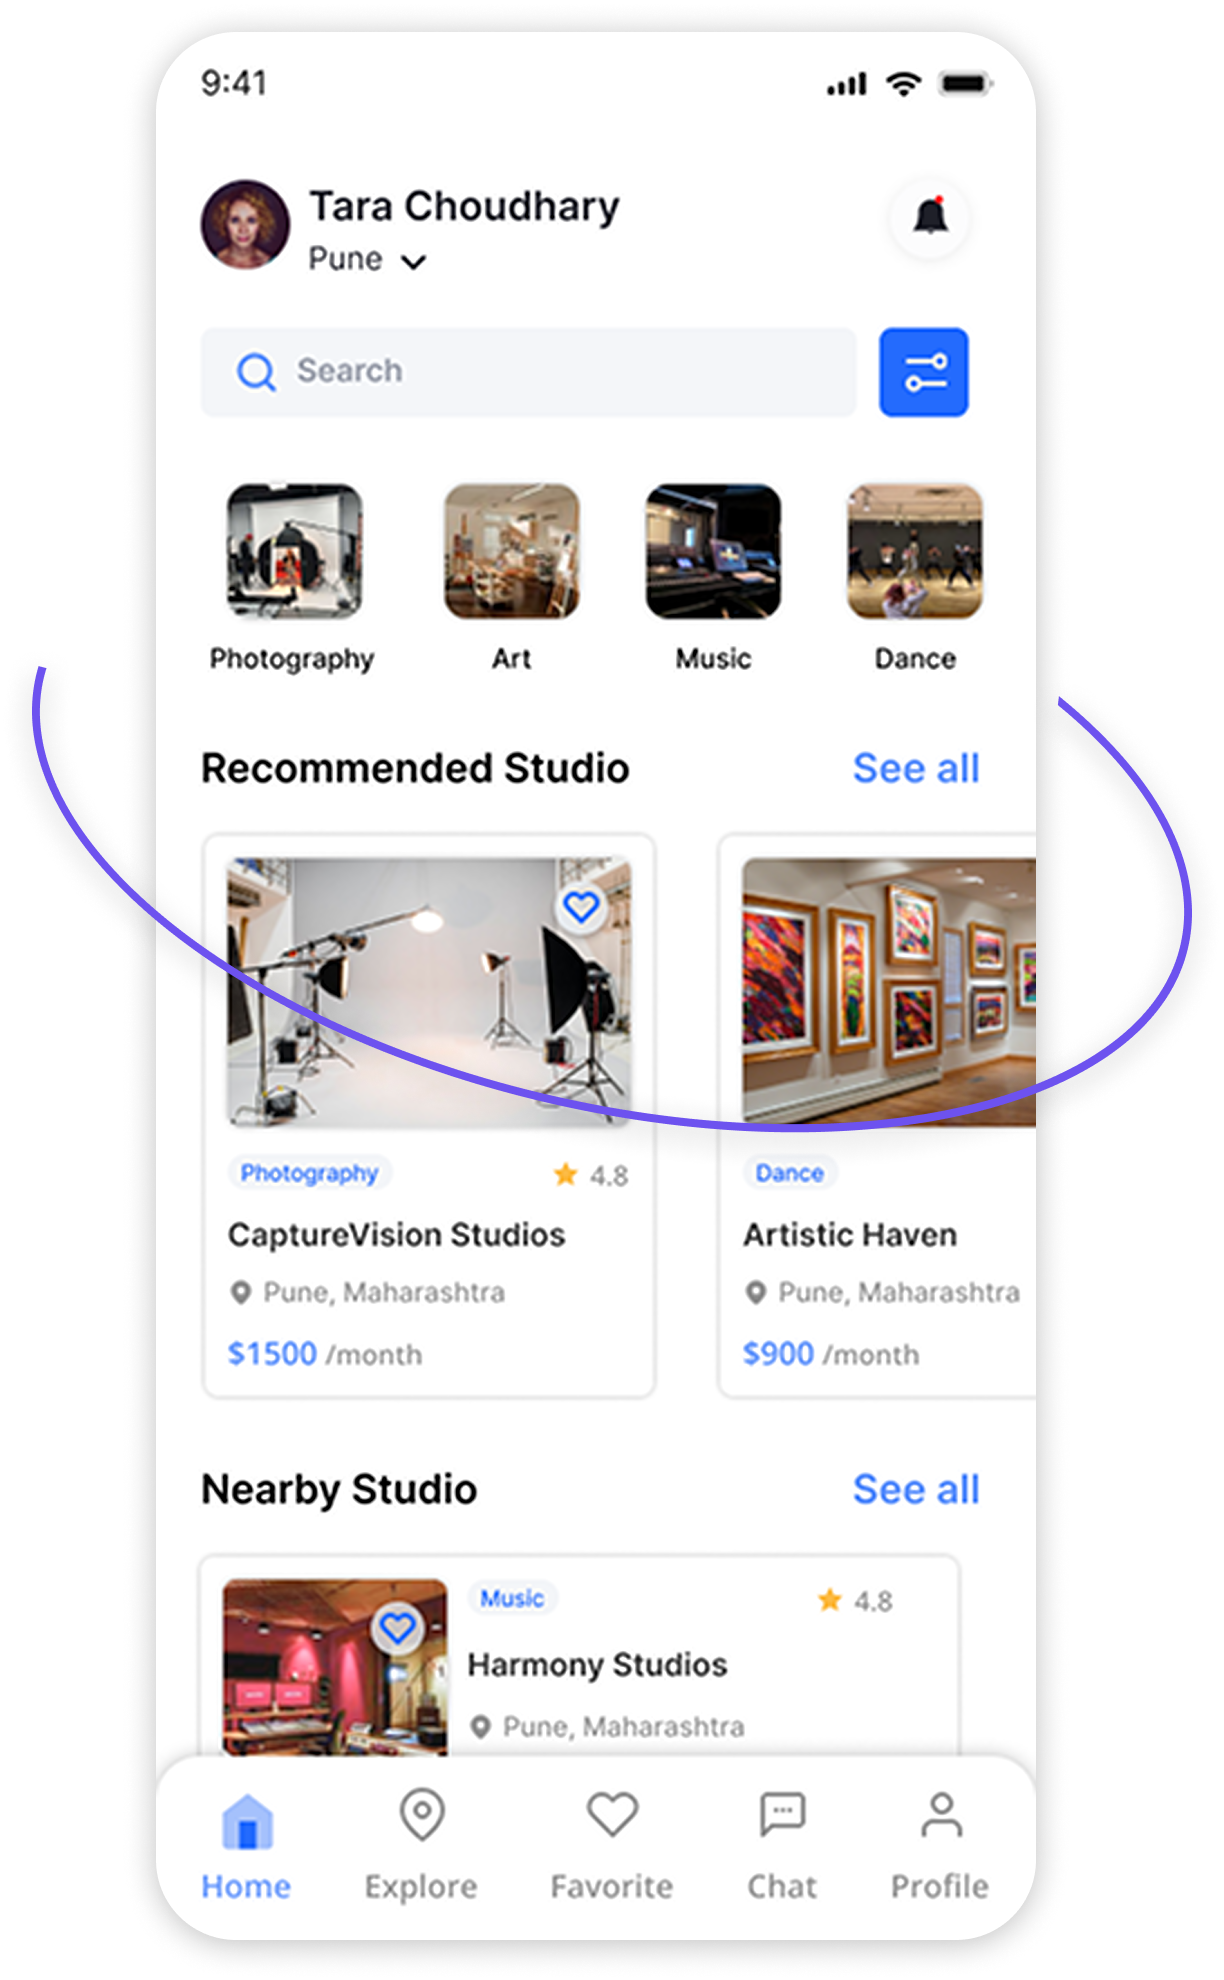 9:41
Tara Choudhary
Pune
Search
Photography Art Music Dance
Recommended Studio See all
Photography 4.8
CaptureVision Studios
Pune, Maharashtra
$1500 /month
Dance
Artistic Haven
Pune, Maharashtra
$900 /month
Nearby Studio See all
Music 4.8
Harmony Studios
Pune, Maharashtra
Home Explore Favorite Chat Profile